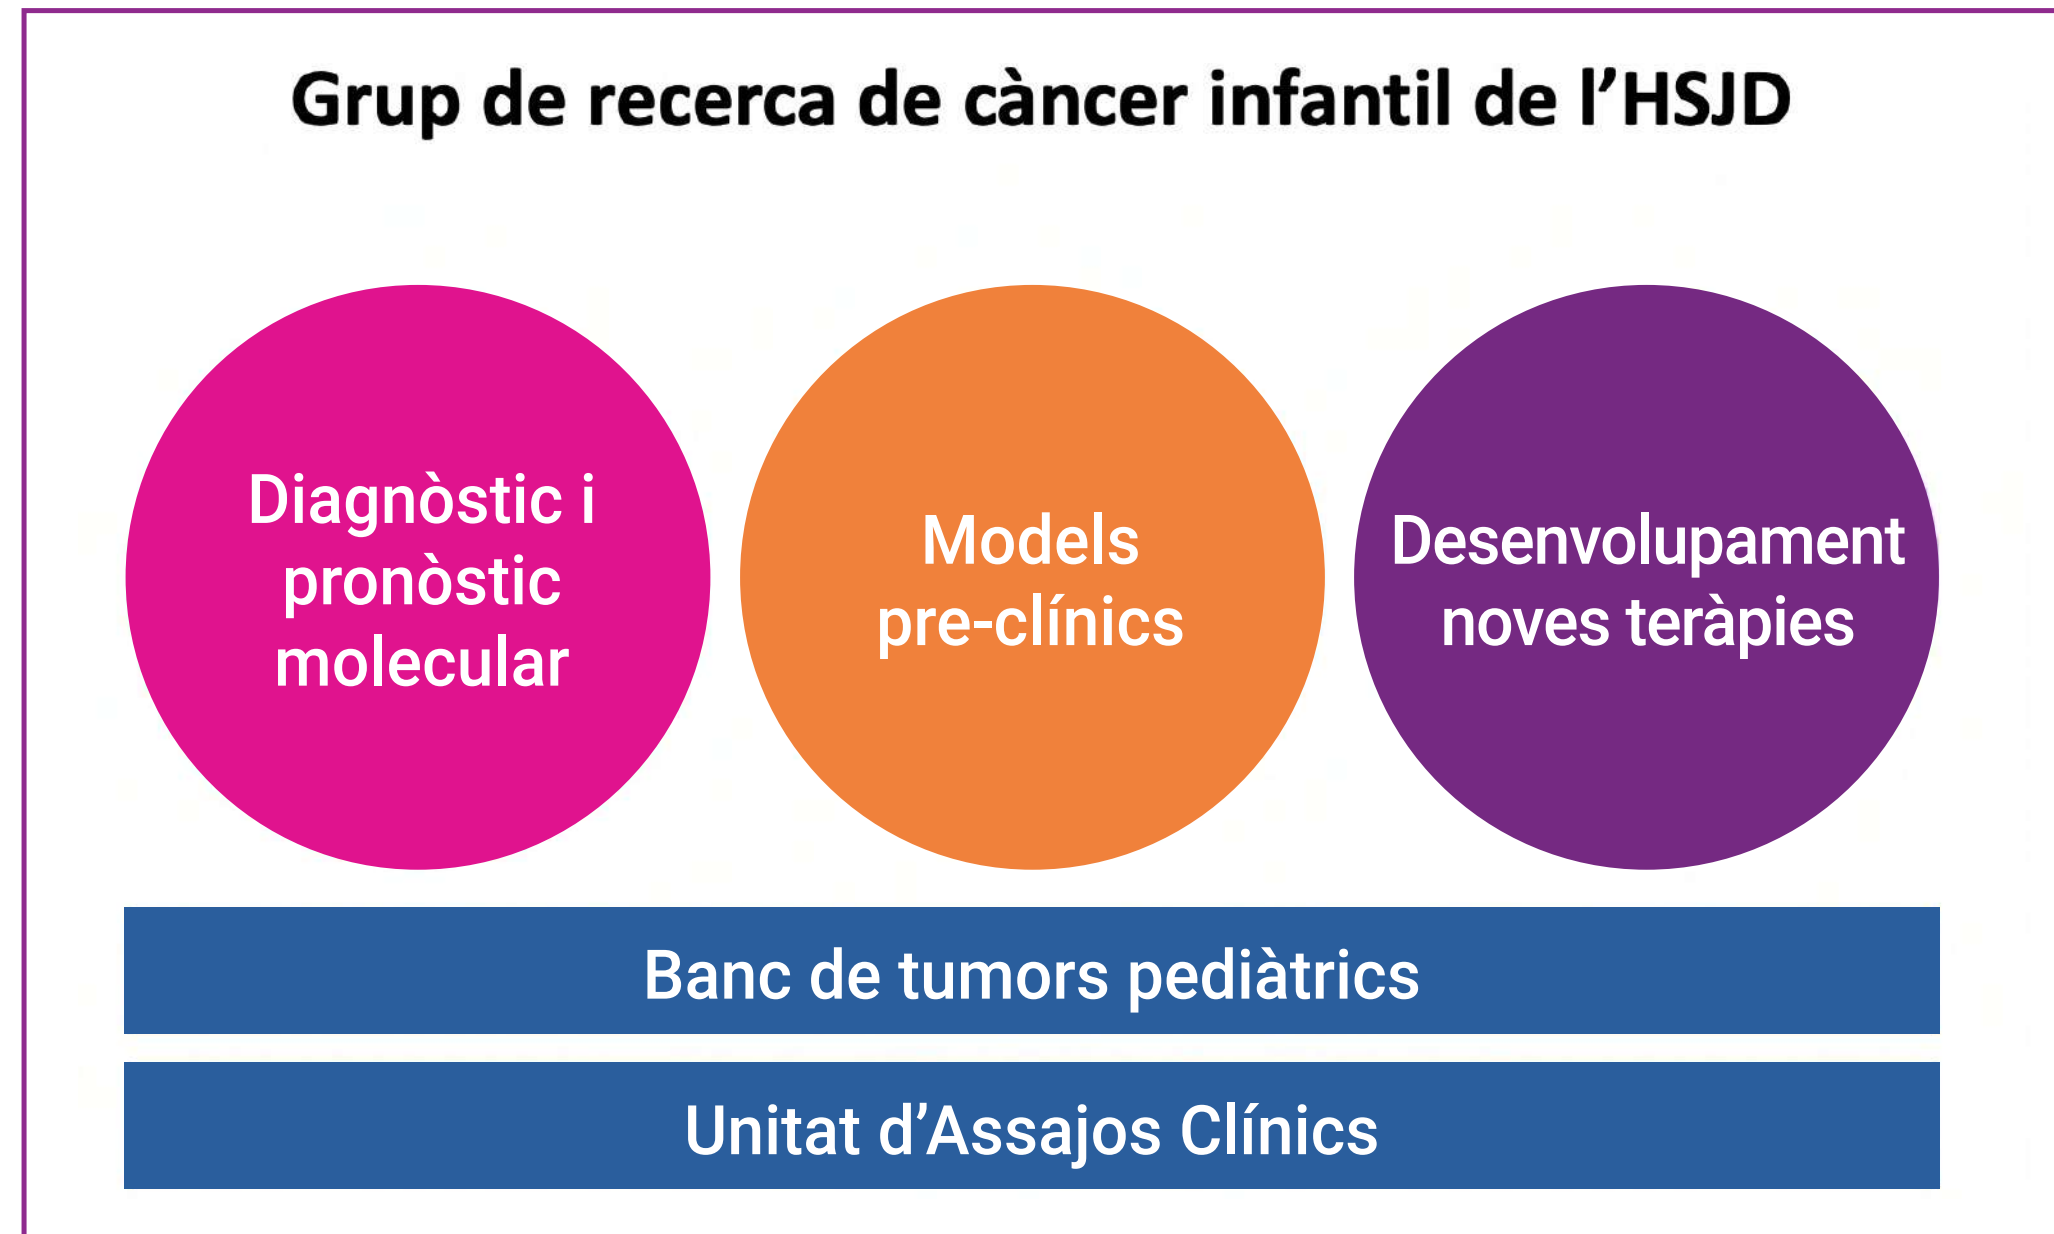 Grup de recerca de càncer infantil de l’HSJD
Diagnòstic i
pronòstic
molecular
Models
pre-clínics
Desenvolupament
noves teràpies
Banc de tumors pediàtrics
Unitat d’Assajos Clínics